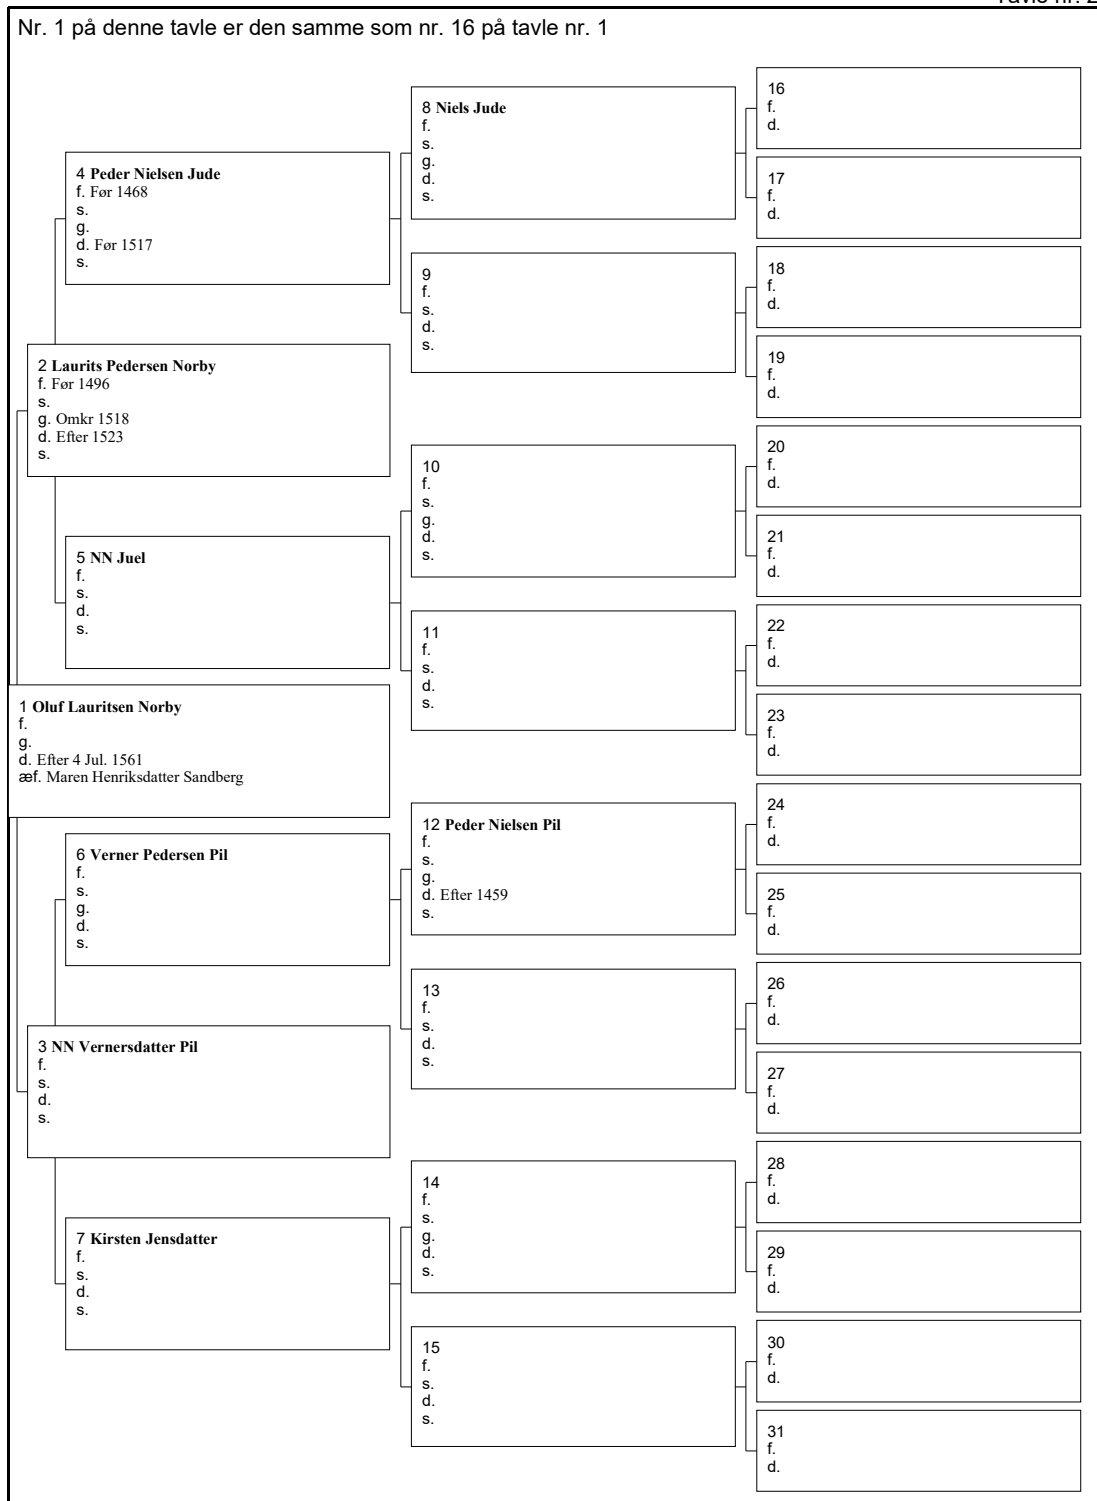 Tavle nr. 2
Nr. 1 på denne tavle er den samme som nr. 16 på tavle nr. 1
1 Oluf Lauritsen Norby
f.
g.
d. Efter 4 Jul. 1561
æf. Maren Henriksdatter Sandberg
2 Laurits Pedersen Norby
f. Før 1496
s.
g. Omkr 1518
d. Efter 1523
s.
3 NN Vernersdatter Pil
f.
s.
d.
s.
4 Peder Nielsen Jude
f. Før 1468
s.
g.
d. Før 1517
s.
5 NN Juel
f.
s.
d.
s.
6 Verner Pedersen Pil
f.
s.
g.
d.
s.
7 Kirsten Jensdatter
f.
s.
d.
s.
8 Niels Jude
f.
s.
g.
d.
s.
9
f.
s.
d.
s.
10
f.
s.
g.
d.
s.
11
f.
s.
d.
s.
12 Peder Nielsen Pil
f.
s.
g.
d. Efter 1459
s.
13
f.
s.
d.
s.
14
f.
s.
g.
d.
s.
15
f.
s.
d.
s.
16
f.
d.
17
f.
d.
18
f.
d.
19
f.
d.
20
f.
d.
21
f.
d.
22
f.
d.
23
f.
d.
24
f.
d.
25
f.
d.
26
f.
d.
27
f.
d.
28
f.
d.
29
f.
d.
30
f.
d.
31
f.
d.